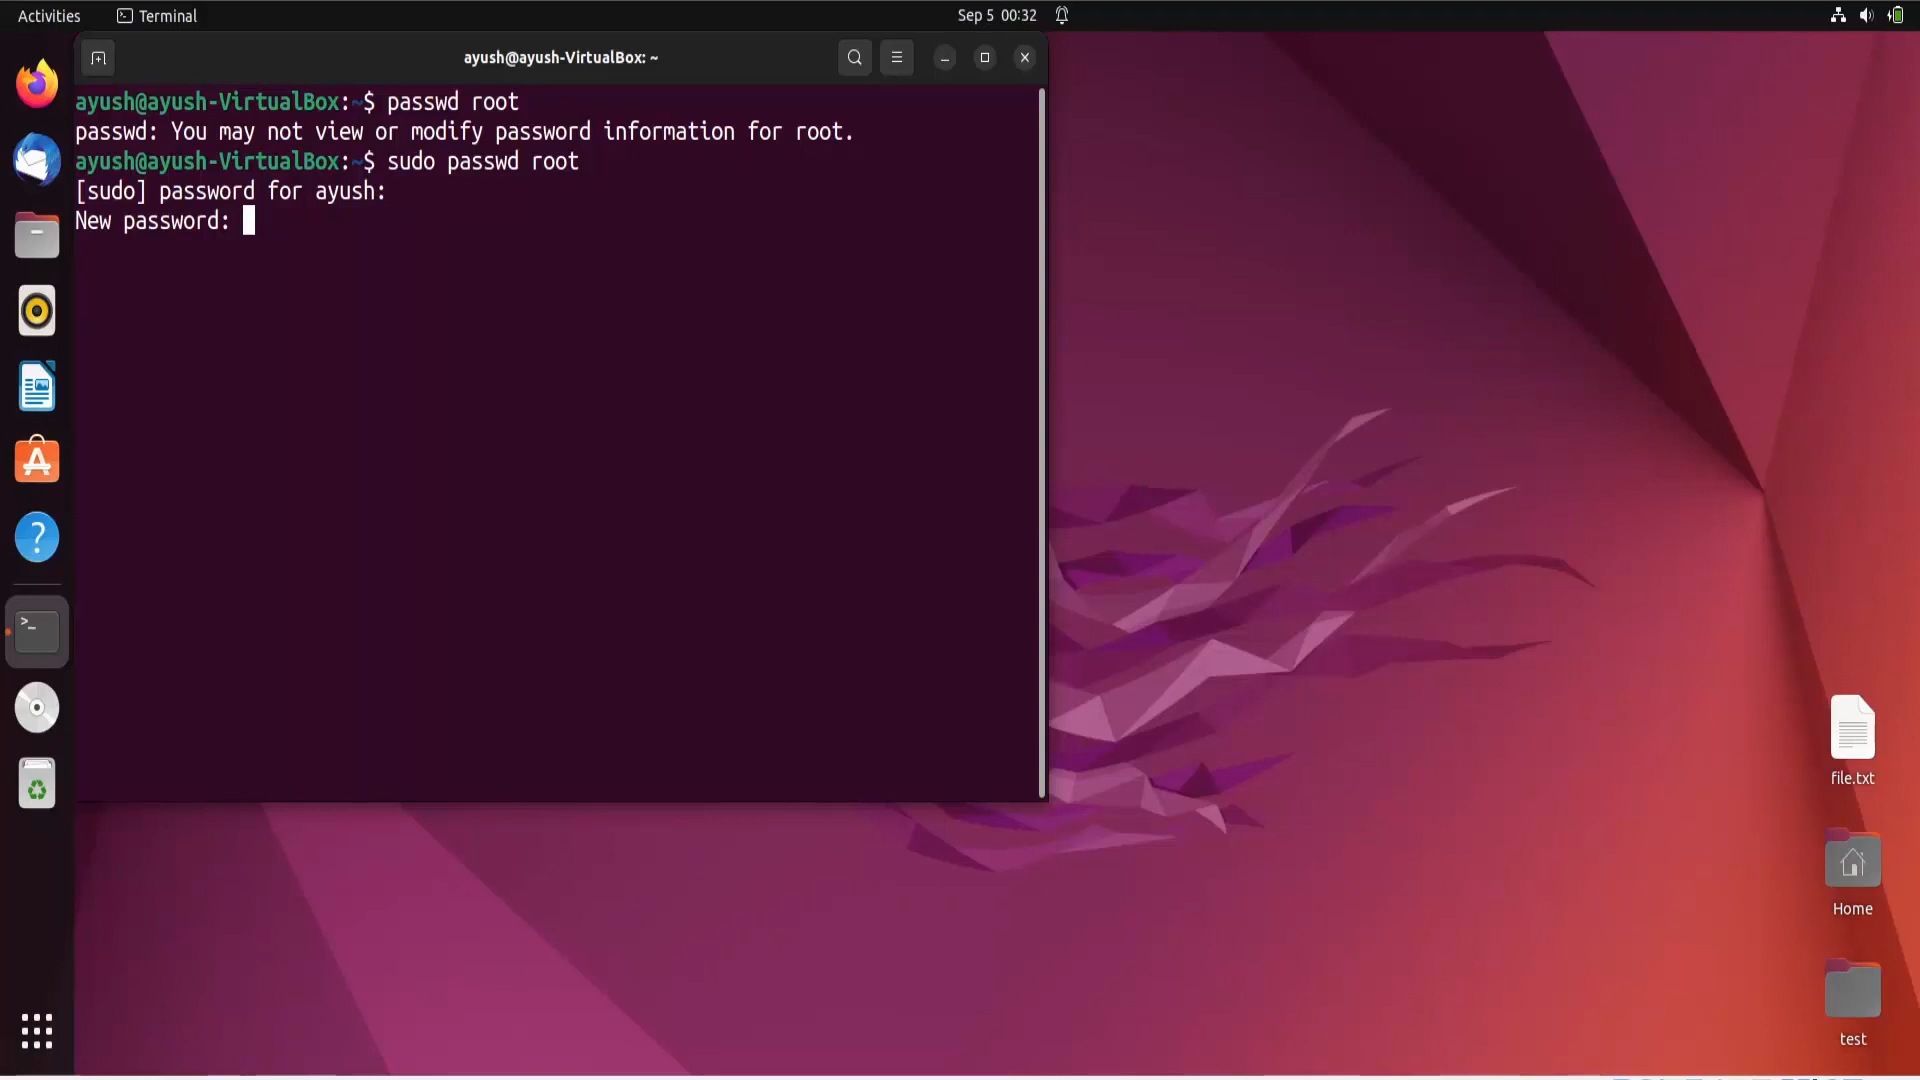 Activities
Terminal
Sep 5 00:32
ayush@ayush-VirtualBox: ~
ayush@ayush-VirtualBox:~$ passwd root
passwd: You may not view or modify password information for root.
ayush@ayush-VirtualBox:~$ sudo passwd root
[sudo] password for ayush:
New password:
file.txt
Home
test